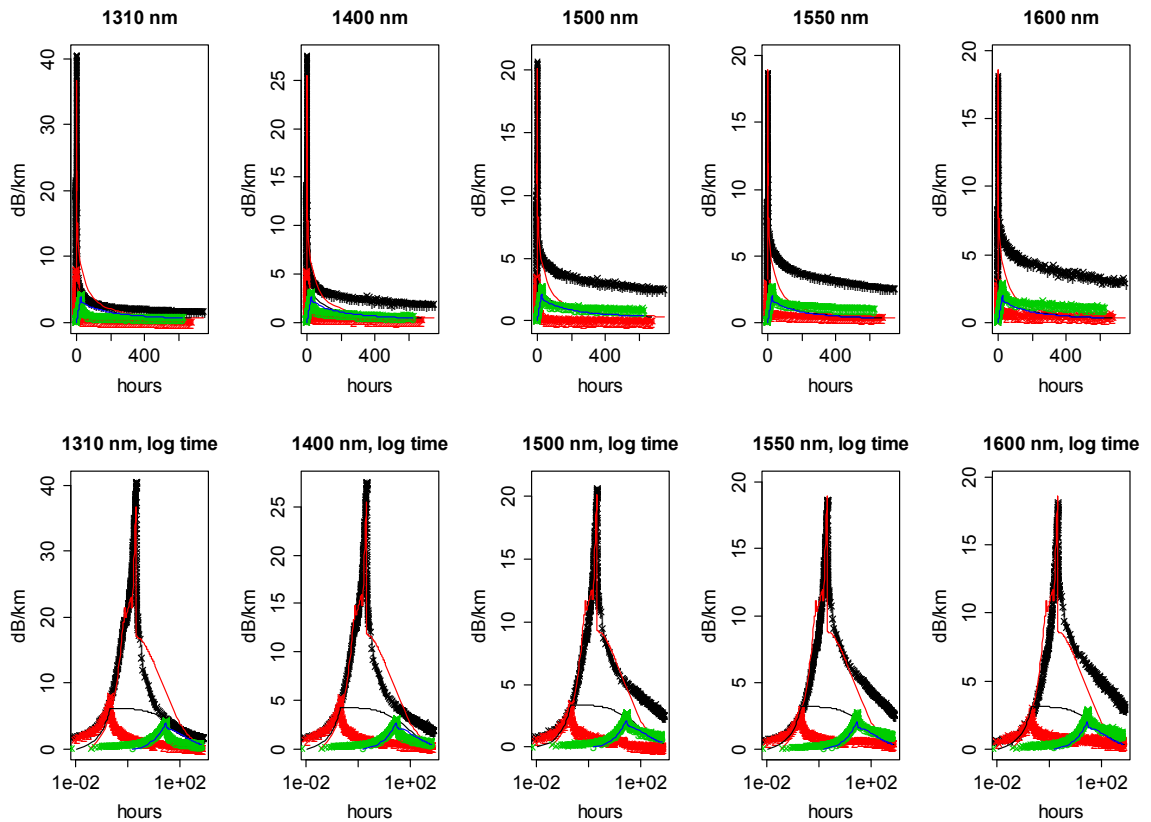 1310 nm
1400 nm
1500 nm
1550 nm
1600 nm
dB/km
0 10 20 30 40
0 400
hours
dB/km
0 5 10 15 20 25
0 400
hours
dB/km
0 5 10 15 20
0 400
hours
dB/km
0 5 10 15 20
0 400
hours
dB/km
0 5 10 15 20
0 400
hours
1310 nm, log time
1400 nm, log time
1500 nm, log time
1550 nm, log time
1600 nm, log time
dB/km
0 10 20 30 40
1e-02 1e+02
hours
dB/km
0 5 10 15 20 25
1e-02 1e+02
hours
dB/km
0 5 10 15 20
1e-02 1e+02
hours
dB/km
0 5 10 15 20
1e-02 1e+02
hours
dB/km
0 5 10 15 20
1e-02 1e+02
hours